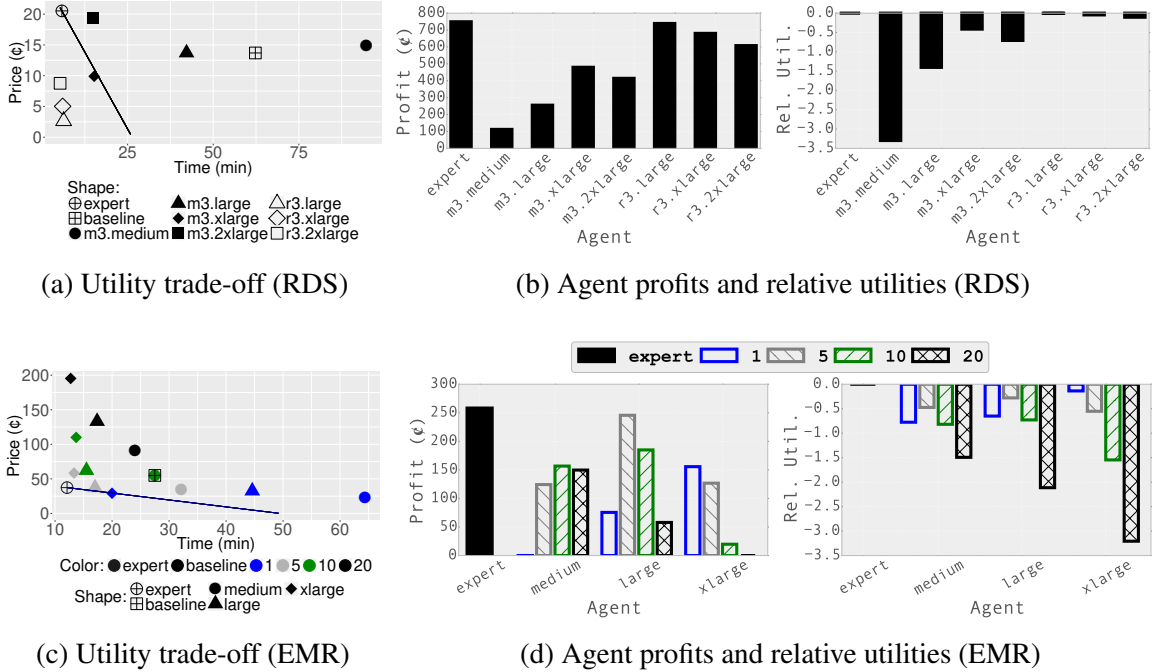 Price (¢)
20
15
10
5
0
25
50
75
Time (min)
Shape:
expert
m3.large
r3.large
baseline
m3.xlarge
r3.xlarge
m3.medium
m3.2xlarge
r3.2xlarge
(a) Utility trade-off (RDS)
Profit (¢)
800
700
600
500
400
300
200
100
0
expert
m3.medium
m3.large
m3.xlarge
m3.2xlarge
r3.large
r3.xlarge
r3.2xlarge
Agent
Rel. Util.
0.0
−0.5
−1.0
−1.5
−2.0
−2.5
−3.0
−3.5
expert
m3.medium
m3.large
m3.xlarge
m3.2xlarge
r3.large
r3.xlarge
r3.2xlarge
Agent
(b) Agent profits and relative utilities (RDS)
Price (¢)
200
150
100
50
0
10
20
30
40
50
60
Time (min)
Color: expert baseline 1 5 10 20
Shape: expert medium xlarge
baseline large
(c) Utility trade-off (EMR)
expert 1 5 10 20
Profit (¢)
300
250
200
150
100
50
0
expert
medium
large
xlarge
Agent
Rel. Util.
0.0
−0.5
−1.0
−1.5
−2.0
−2.5
−3.0
−3.5
expert
medium
large
xlarge
Agent
(d) Agent profits and relative utilities (EMR)